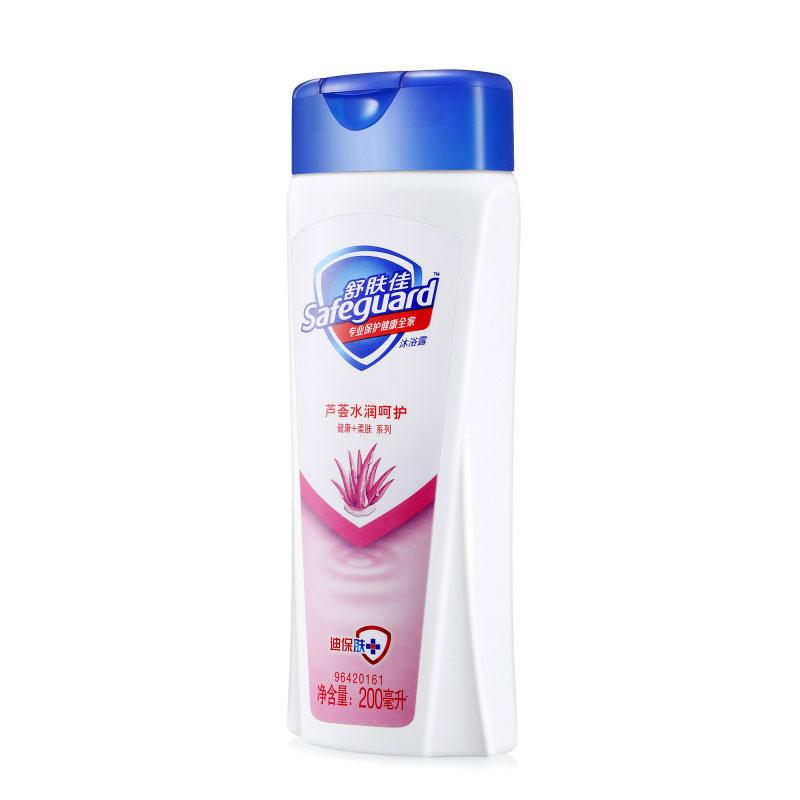 舒肤佳
Safeguard™
专业保护健康全家
沐浴露
芦荟水润呵护
健康+柔肤 系列
迪保肤
96420161
净含量：200毫升